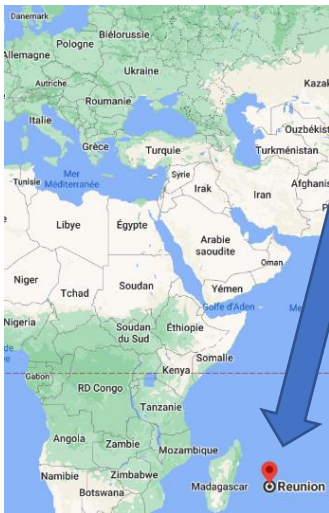 Danemark
Biélorussie
Pologne
Allemagne
Ukraine
Kazak
Autriche
Roumanie
Italie
Ouzbékist
Grèce
Turquie
Turkménistan
Mer
Méditerranée
Tunisie
Syrie
Irak
Iran
Afghanis
Libye
Égypte
Arabie
saoudite
Oman
Niger
Tchad
Soudan
Yémen
Golfe d'Aden
Me
Nigeria
Soudan
du Sud
Éthiopie
Somalie
Kenya
Gabon
RD Congo
Tanzanie
Angola
Zambie
Mozambique
Zimbabwe
Namibie
Madagascar
Reunion
Botswana